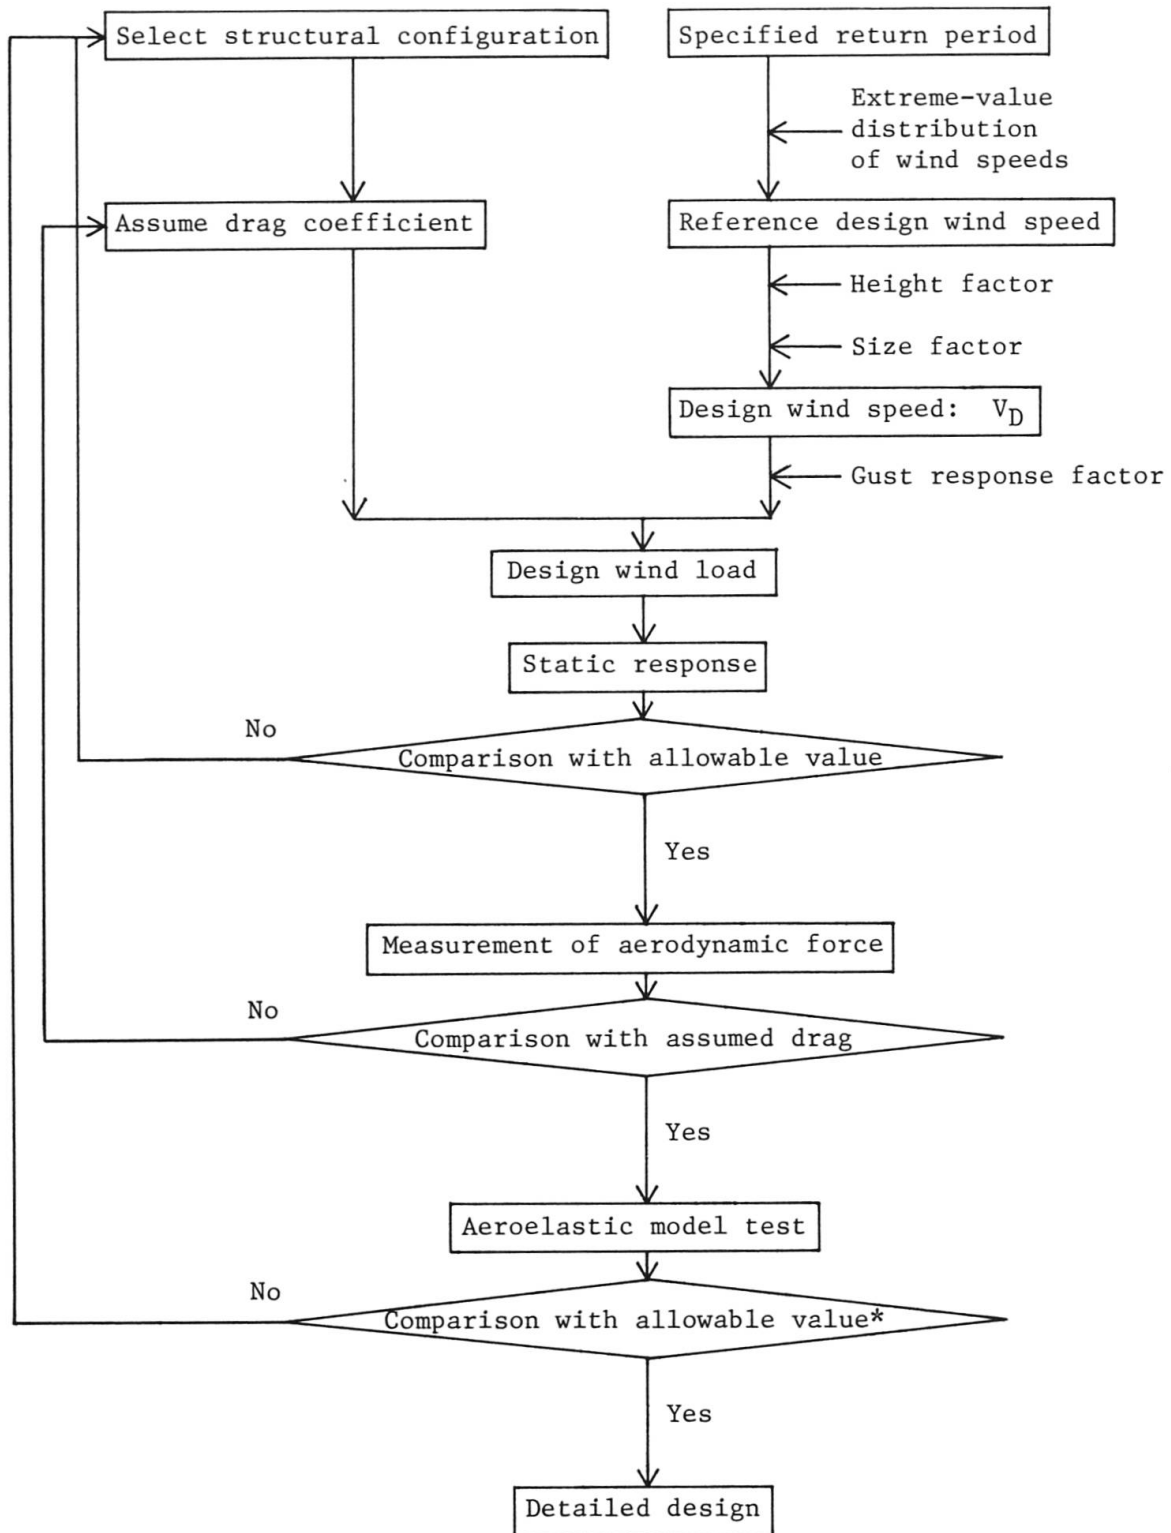 Select structural configuration
Specified return period
Extreme-value
distribution
of wind speeds
Assume drag coefficient
Reference design wind speed
Height factor
Size factor
Design wind speed: V_D
Gust response factor
Design wind load
Static response
No
Comparison with allowable value
Yes
Measurement of aerodynamic force
No
Comparison with assumed drag
Yes
Aeroelastic model test
No
Comparison with allowable value*
Yes
Detailed design